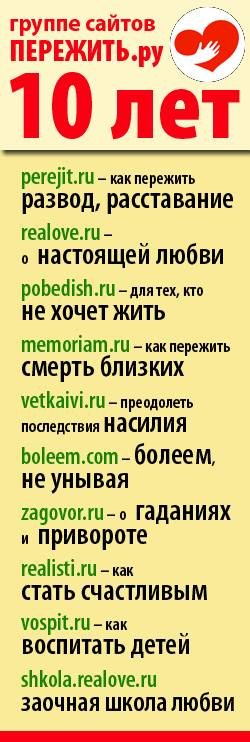 группе сайтов
ПЕРЕЖИТЬ.ру
10 лет
perejit.ru – как пережить
развод, расставание
realove.ru –
о настоящей любви
pobedish.ru – для тех, кто
не хочет жить
memoriam.ru – как пережить
смерть близких
vetkaivi.ru – преодолеть
последствия насилия
boleem.com – болеем,
не унывая
zagovor.ru – о гаданиях
и привороте
realisti.ru – как
стать счастливым
vospit.ru – как
воспитать детей
shkola.realove.ru
заочная школа любви